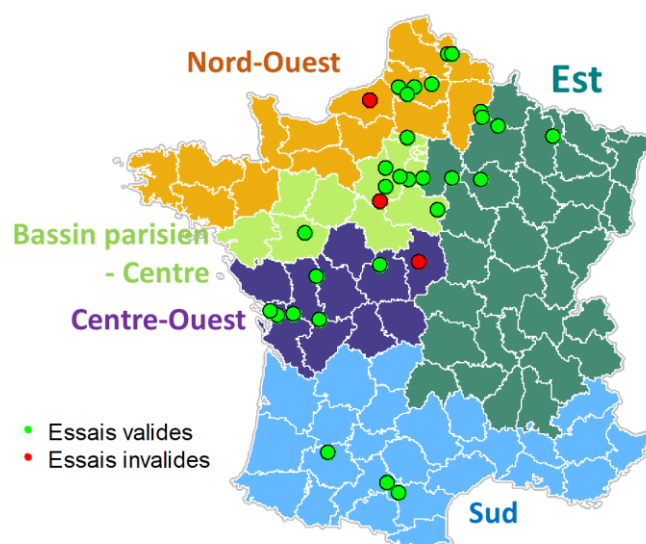 Nord-Ouest
Est
Bassin parisien
- Centre
Centre-Ouest
Essais valides
Essais invalides
Sud